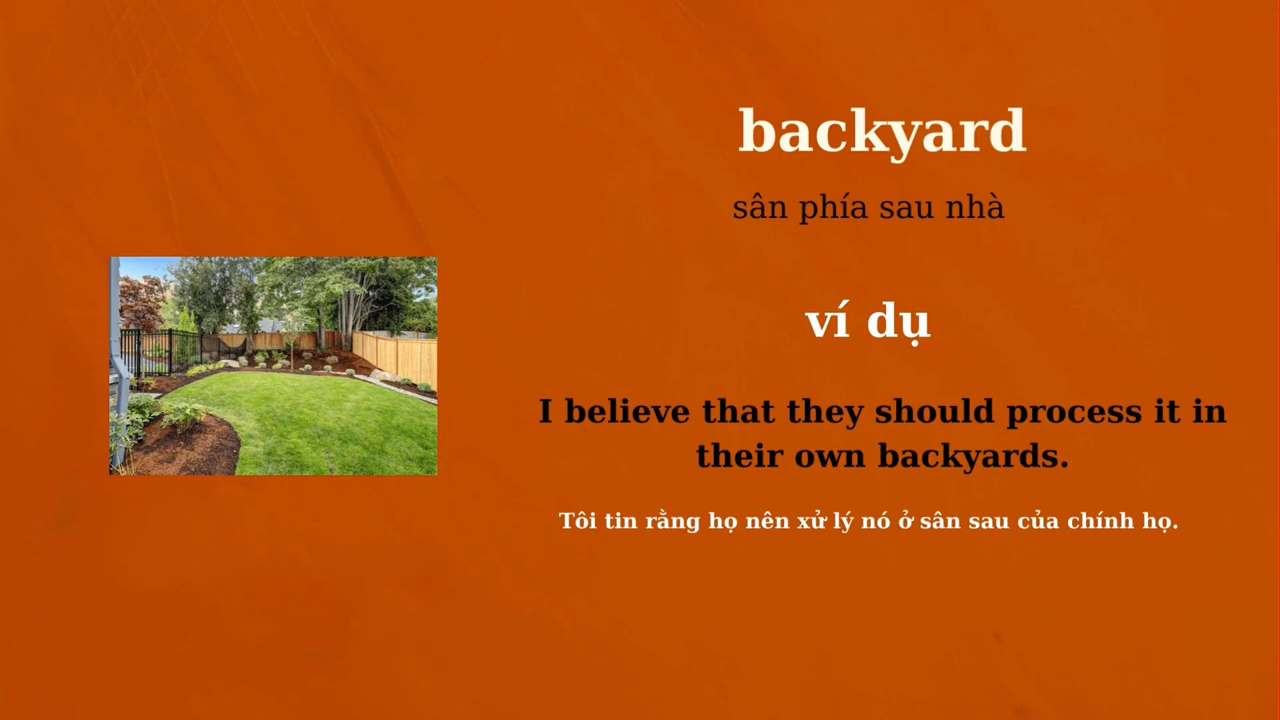 backyard
sân phía sau nhà
ví dụ
I believe that they should process it in
their own backyards.
Tôi tin rằng họ nên xử lý nó ở sân sau của chính họ.